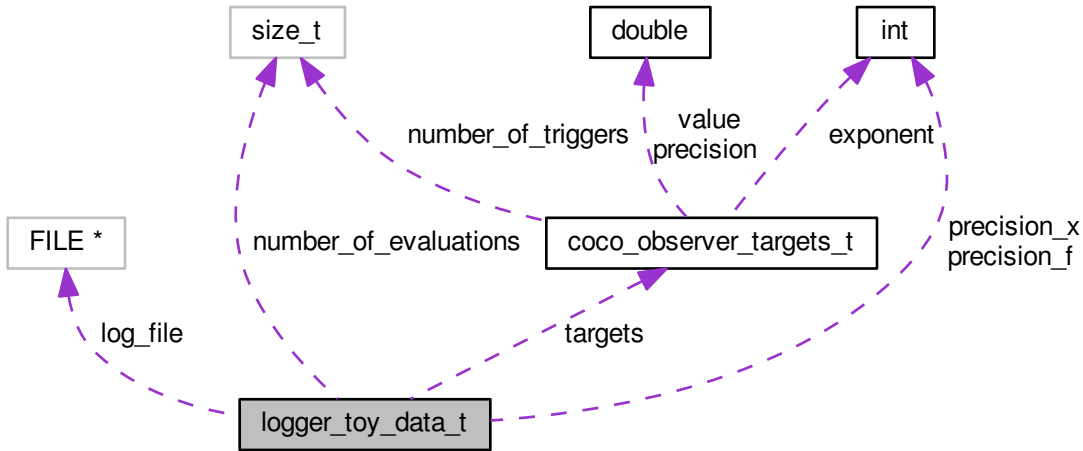 size_t
double
int
number_of_triggers
value
precision
exponent
FILE *
number_of_evaluations
coco_observer_targets_t
precision_x
precision_f
log_file
targets
logger_toy_data_t